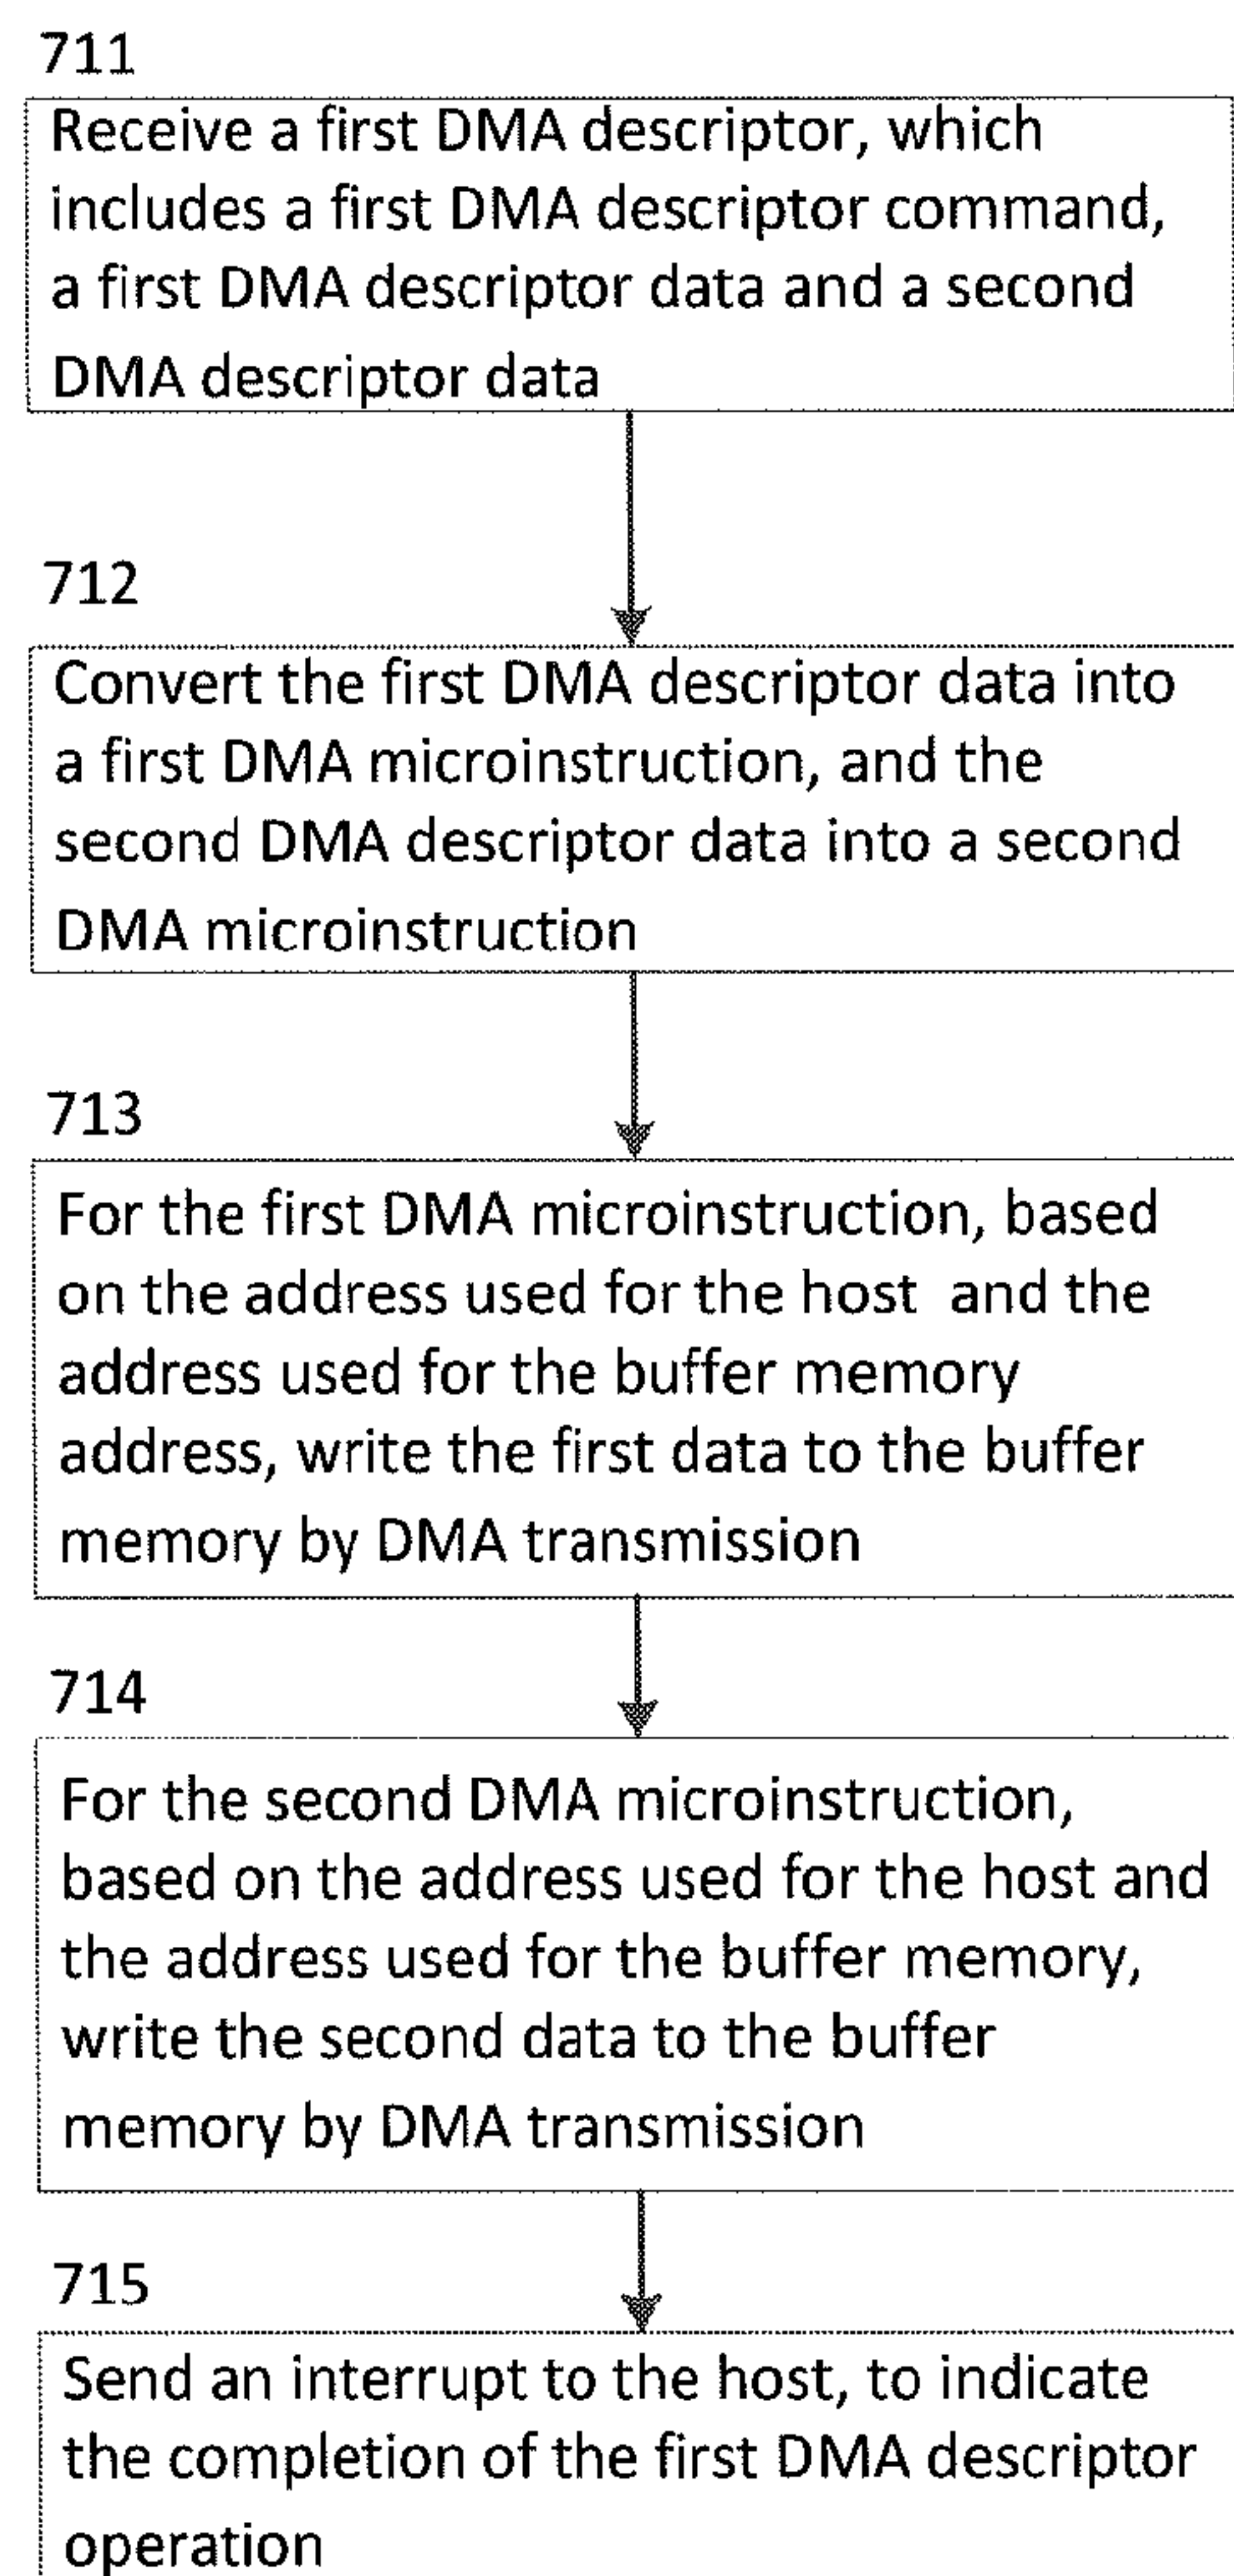 711
Receive a first DMA descriptor, which
includes a first DMA descriptor command,
a first DMA descriptor data and a second
DMA descriptor data
712
Convert the first DMA descriptor data into
a first DMA microinstruction, and the
second DMA descriptor data into a second
DMA microinstruction
713
For the first DMA microinstruction, based
on the address used for the host and the
address used for the buffer memory
address, write the first data to the buffer
memory by DMA transmission
714
For the second DMA microinstruction,
based on the address used for the host and
the address used for the buffer memory,
write the second data to the buffer
memory by DMA transmission
715
Send an interrupt to the host, to indicate
the completion of the first DMA descriptor
operation